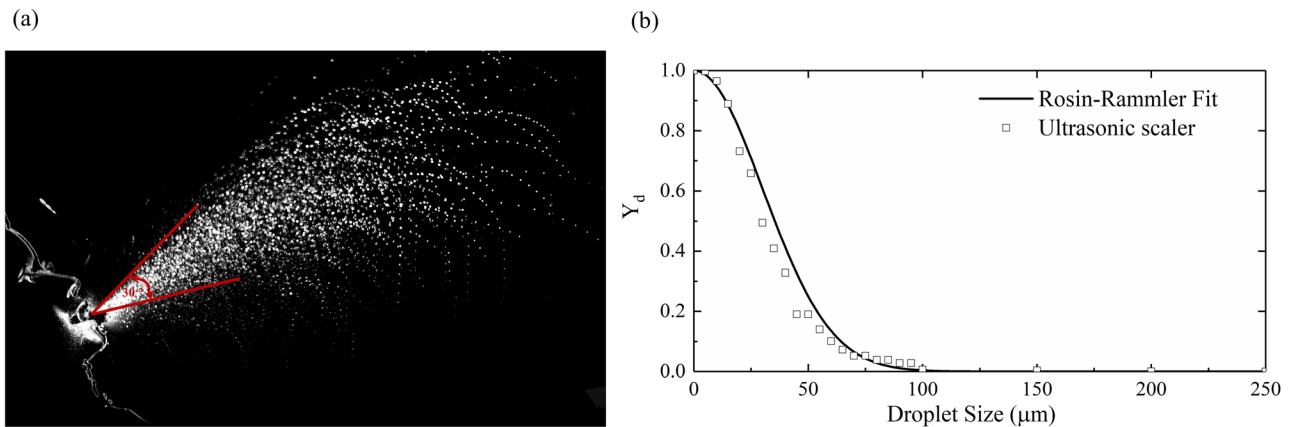 (a)
30°
(b)
1.0
0.8
0.6
0.4
0.2
0.0
Y_d
Rosin-Rammler Fit
Ultrasonic scaler
0
50
100
150
200
250
Droplet Size (μm)